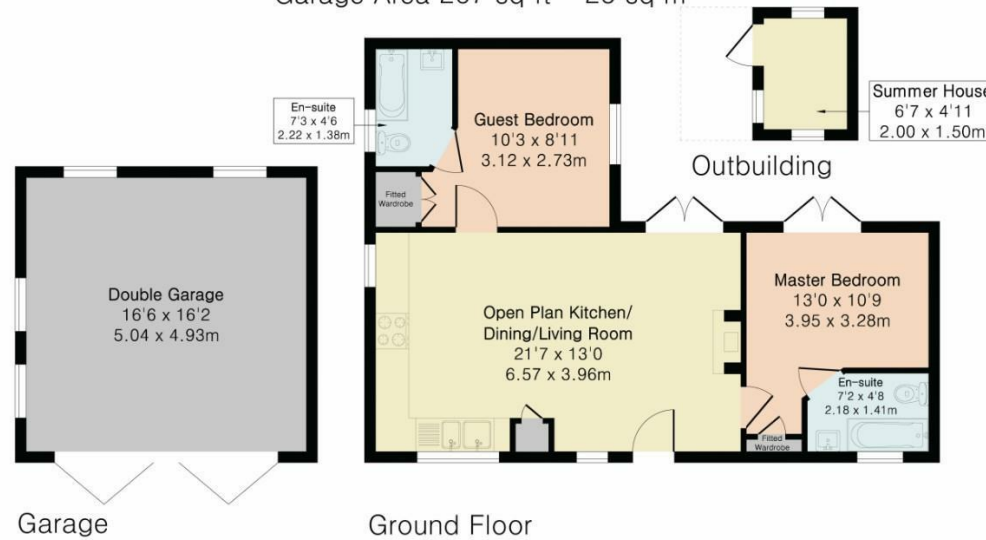 Garage Area 267 sq ft - 25 sq m
En-suite
7'3 x 4'6
2.22 x 1.38m
Guest Bedroom
10'3 x 8'11
3.12 x 2.73m
Summer House
6'7 x 4'11
2.00 x 1.50m
Outbuilding
Fitted
Wardrobe
Double Garage
16'6 x 16'2
5.04 x 4.93m
Open Plan Kitchen/
Dining/Living Room
21'7 x 13'0
6.57 x 3.96m
Master Bedroom
13'0 x 10'9
3.95 x 3.28m
En-suite
7'2 x 4'8
2.18 x 1.41m
Fitted
Wardrobe
Garage
Ground Floor